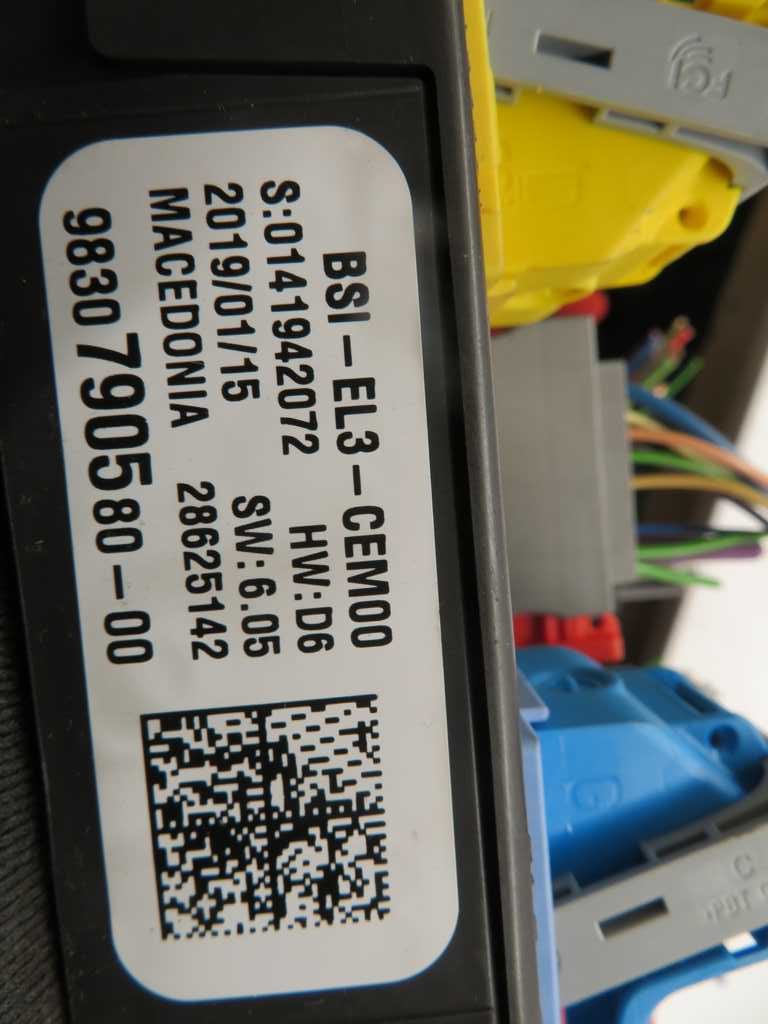 BSI-EL3-CEM00
S:0141942072 HW:D6
2019/01/15 SW:6.05
MACEDONIA 28625142
9830790580-00
G
C